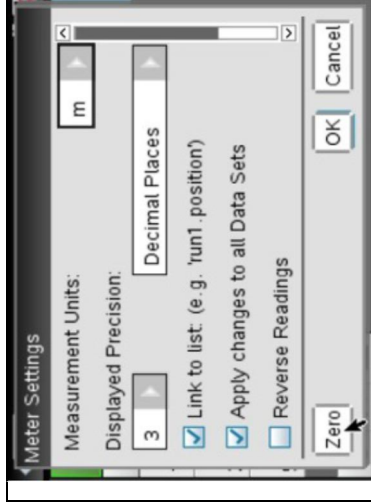 Meter Settings
Measurement Units:
m
Displayed Precision:
3
Decimal Places
Link to list: (e.g. 'run1.position')
Apply changes to all Data Sets
Reverse Readings
Zero
OK
Cancel